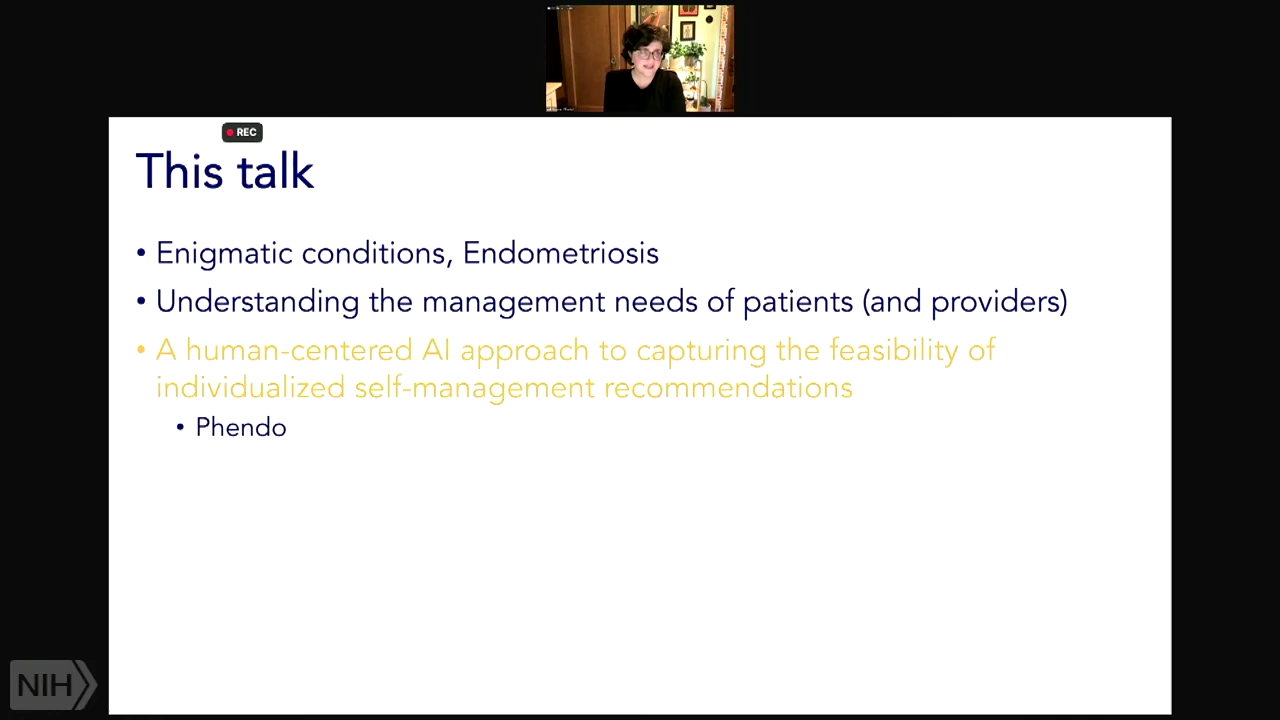 REC
This talk
• Enigmatic conditions, Endometriosis
• Understanding the management needs of patients (and providers)
• A human-centered AI approach to capturing the feasibility of
individualized self-management recommendations
• Phendo
NIH